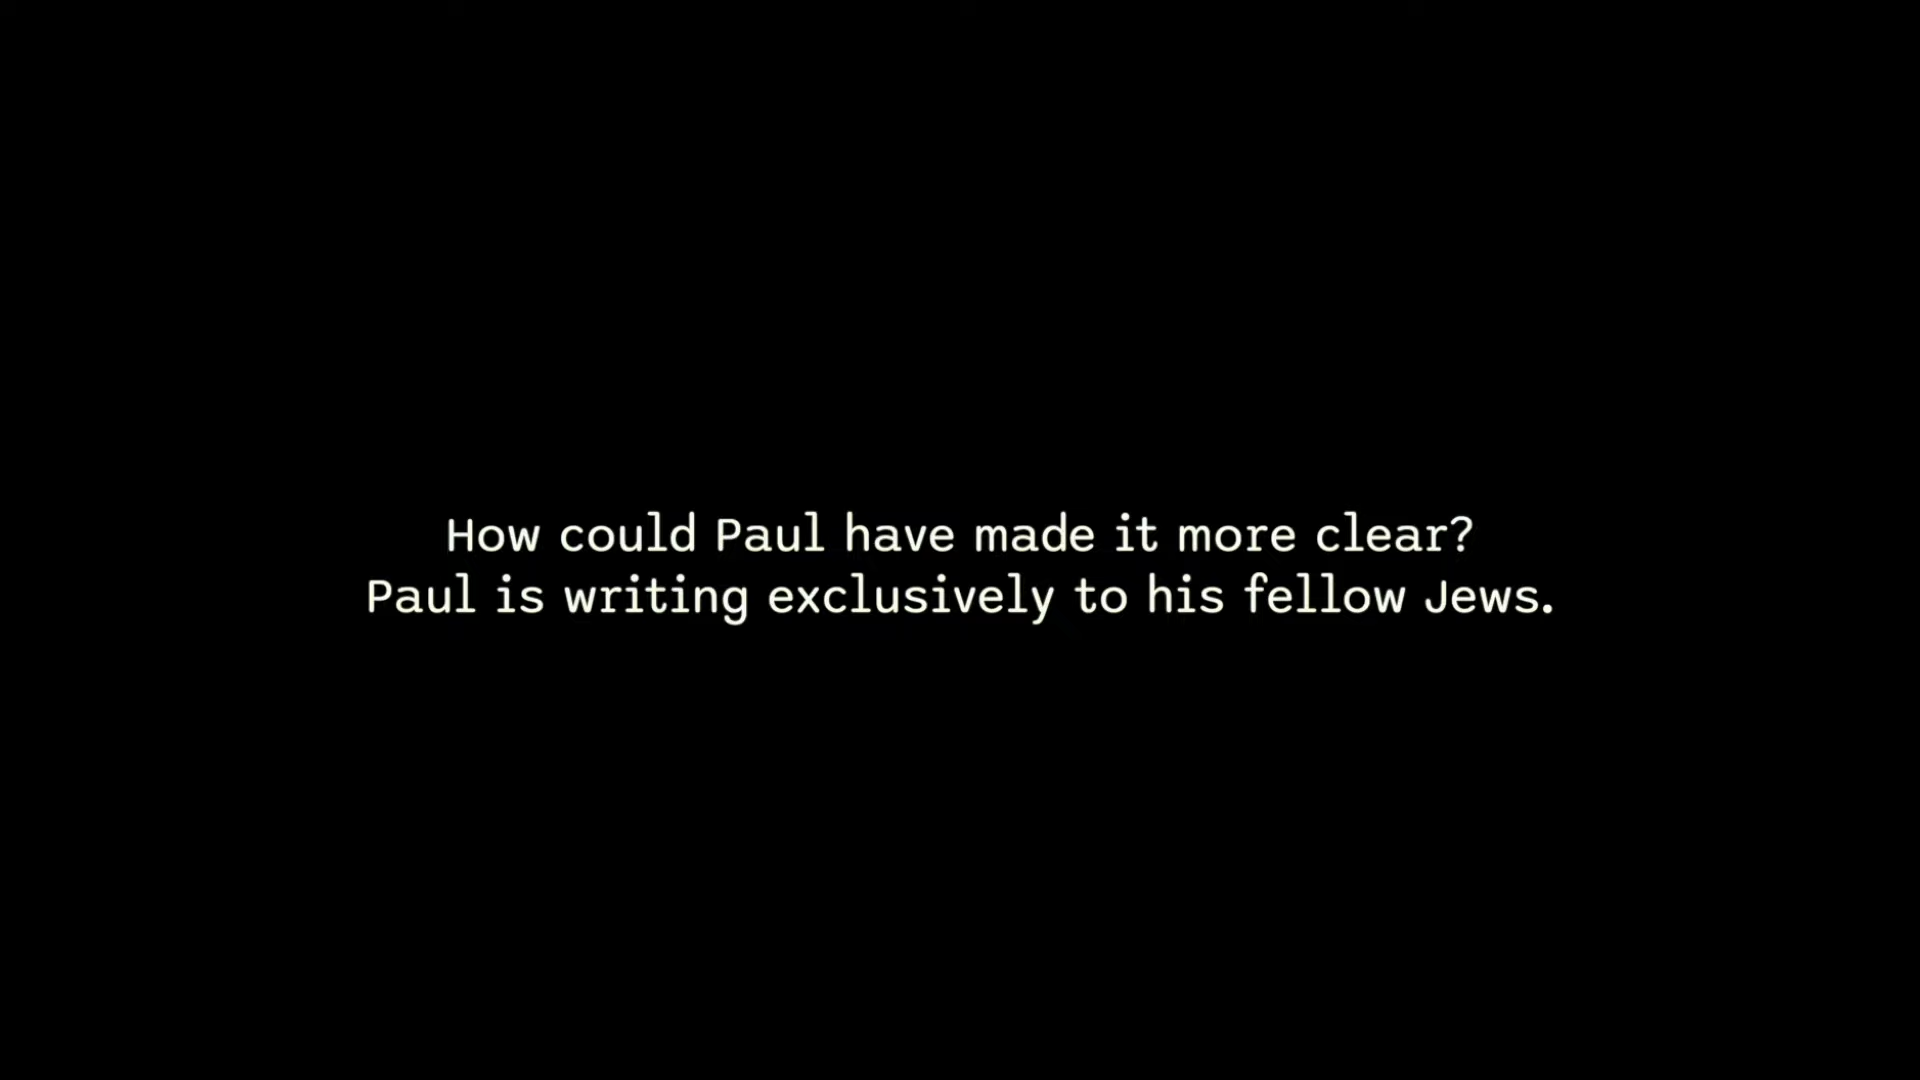 How could Paul have made it more clear?
Paul is writing exclusively to his fellow Jews.